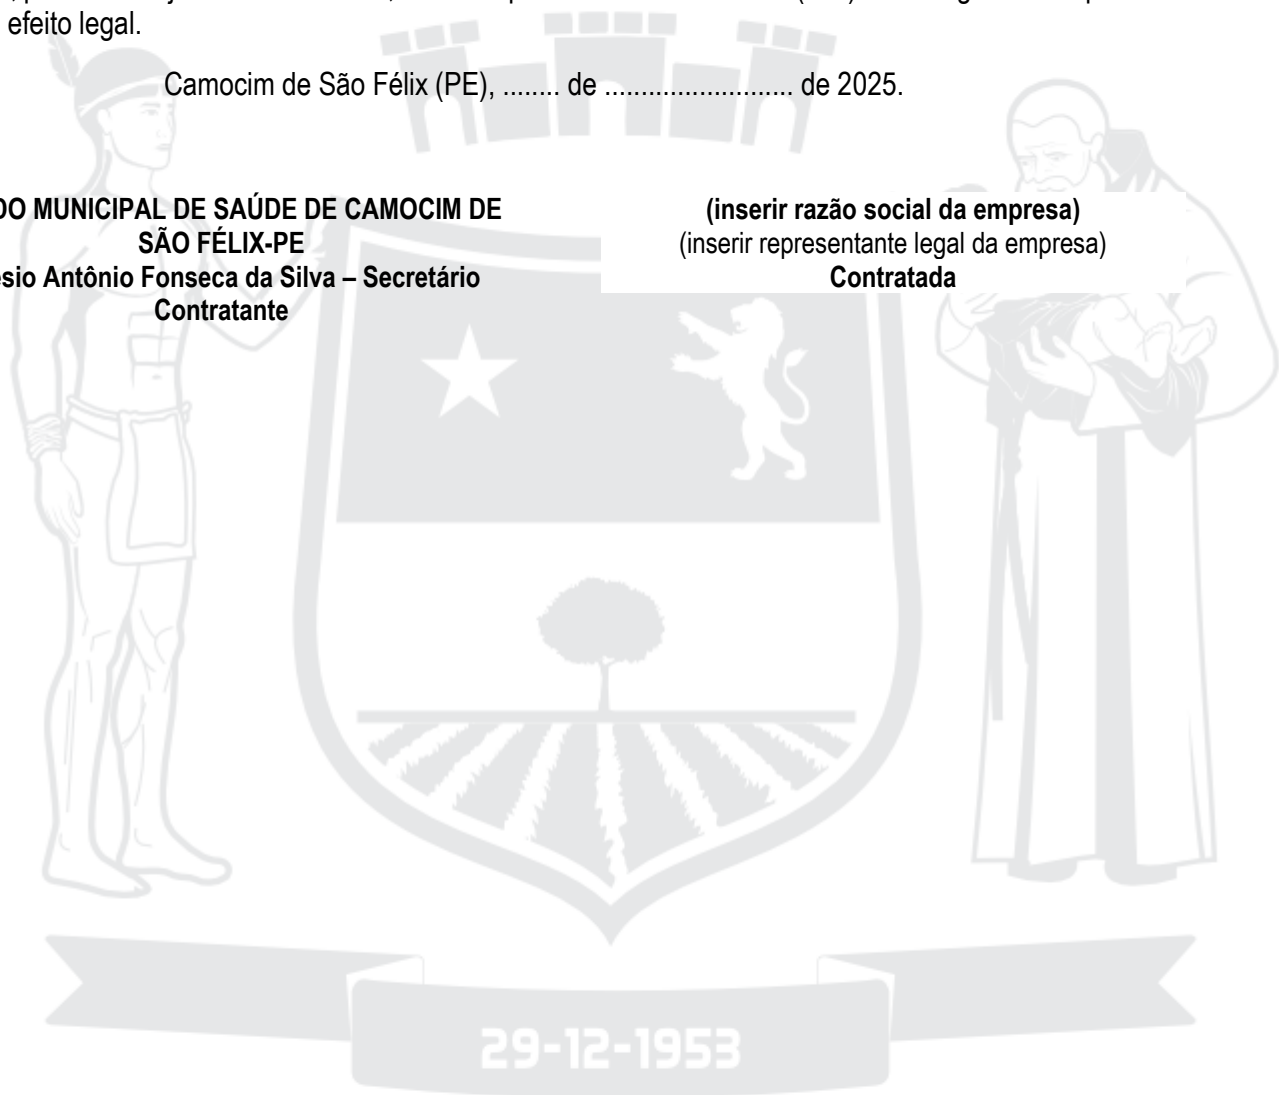 efeito legal.
Camocim de São Félix (PE), ........ de .......................... de 2025.
MUNICIPAL DE SAÚDE DE CAMOCIM DE
SÃO FÉLIX-PE
Antônio Fonseca da Silva – Secretário
Contratante
(inserir razão social da empresa)
(inserir representante legal da empresa)
Contratada
29-12-1953